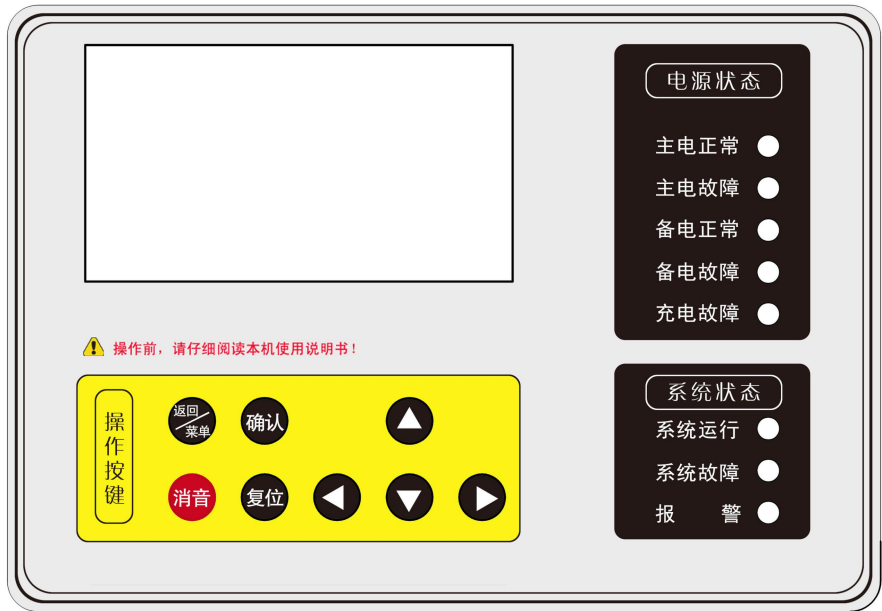 电源状态
主电正常
主电故障
备电正常
备电故障
充电故障
操作前，请仔细阅读本机使用说明书！
操作按键
返回/菜单
确认
消音
复位
系统状态
系统运行
系统故障
报 警